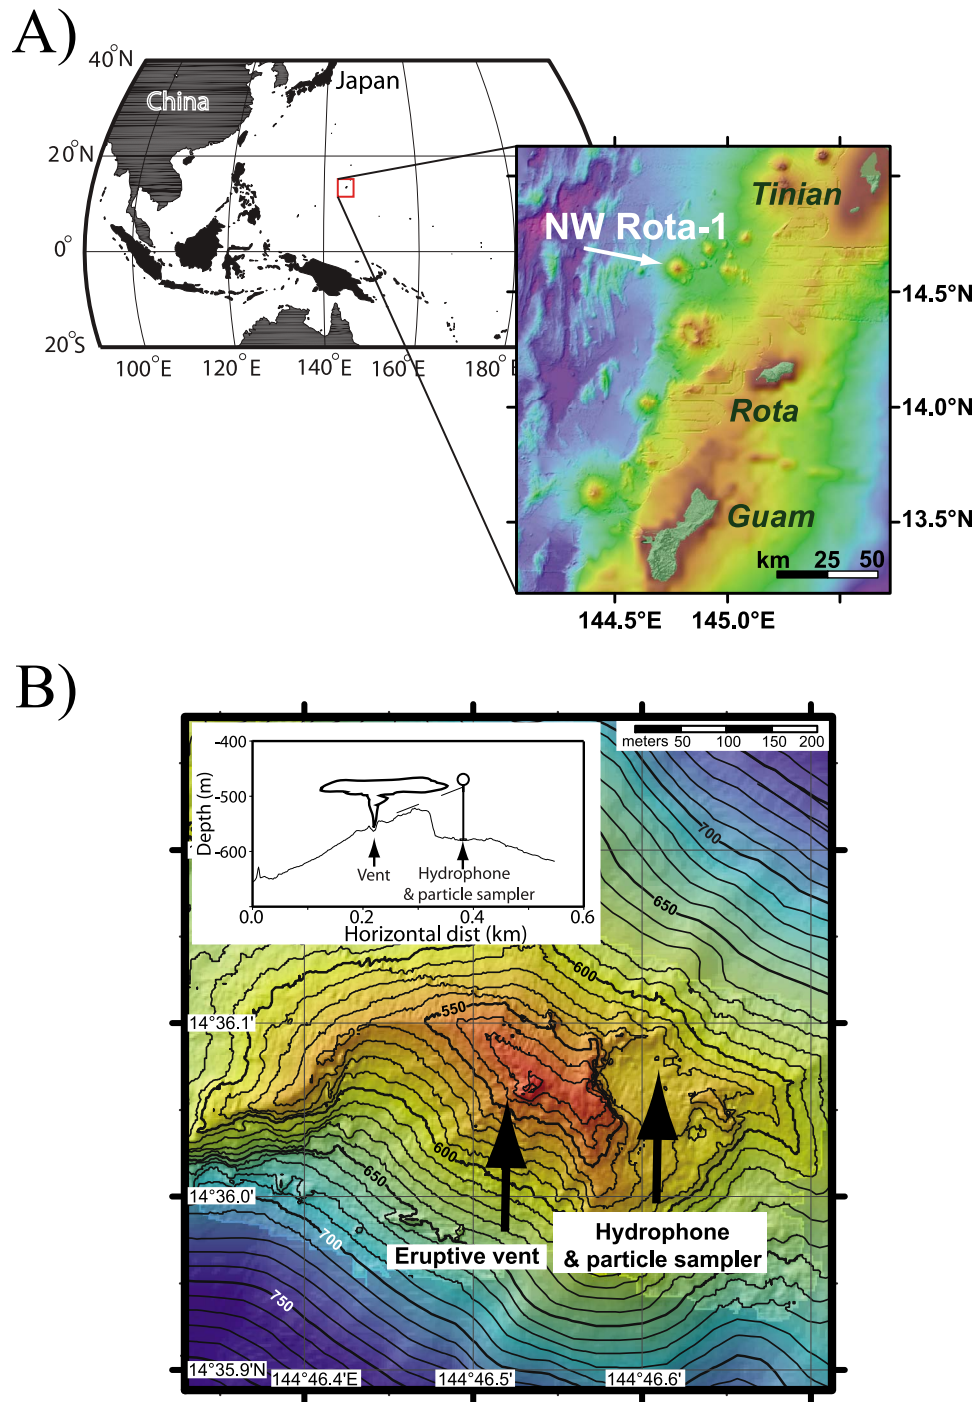 A)
40°N
20°N
0°
20°S
China
Japan
100°E 120°E 140°E 160°E 180°E
NW Rota-1
Tinian
Rota
Guam
km 25 50
14.5°N
14.0°N
13.5°N
144.5°E 145.0°E
B)
-400
-500
-600
Depth (m)
Vent
Hydrophone
& particle sampler
0.0 0.2 0.4 0.6
Horizontal dist (km)
meters 50 100 150 200
700
650
600
550
600
650
700
750
14°36.1'
14°36.0'
14°35.9'N
144°46.4'E 144°46.5' 144°46.6'
Eruptive vent
Hydrophone
& particle sampler